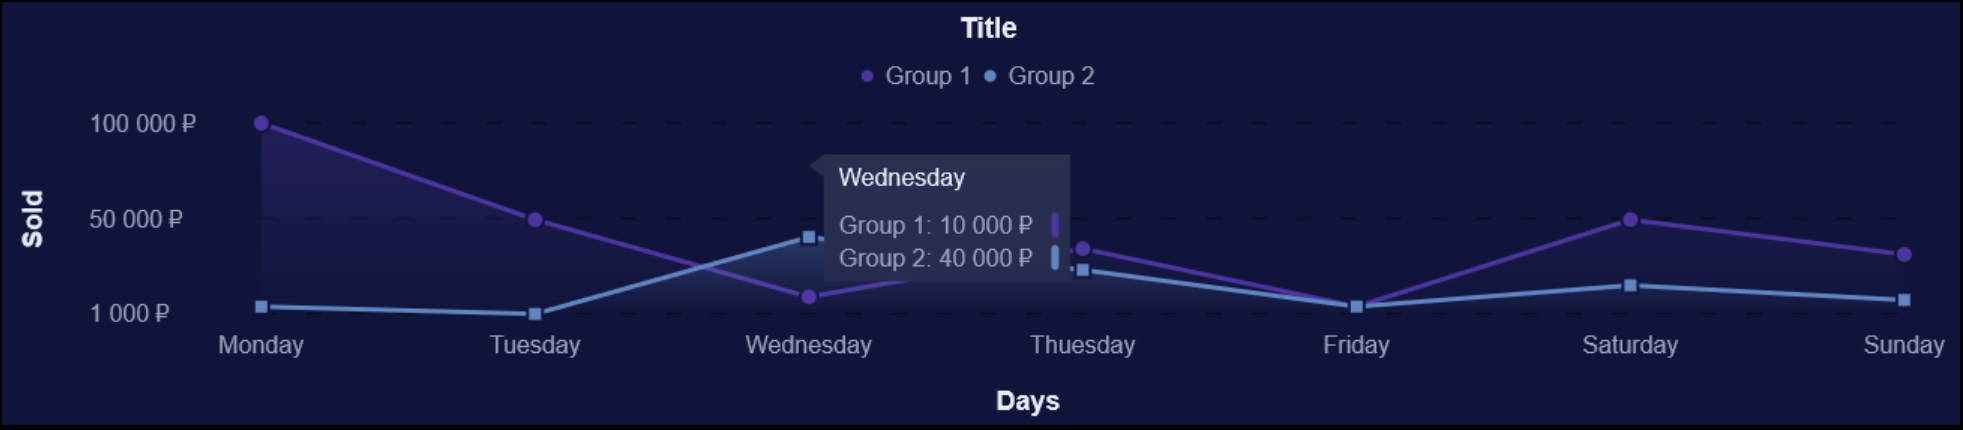 Title
Group 1 Group 2
100 000 ₽
50 000 ₽
1 000 ₽
Sold
Wednesday
Group 1: 10 000 ₽
Group 2: 40 000 ₽
Monday Tuesday Wednesday Thuesday Friday Saturday Sunday
Days